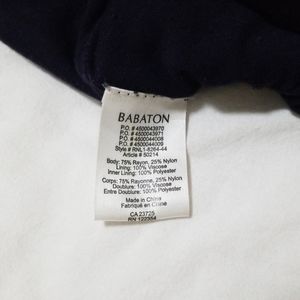 BABATON
P.O. # 4500043970
P.O. # 4500043971
P.O. # 4500044008
P.O. # 4500044009
Style # RNL1-8264-44
Article # 50214
Body: 75% Rayon, 25% Nylon
Lining: 100% Viscose
Inner Lining: 100% Polyester
Corps: 75% Rayonne, 25% Nylon
Doublure: 100% Viscose
Entre Doublure: 100% Polyester
Made in China
Fabriqué en Chine
CA 23725
RN 122354